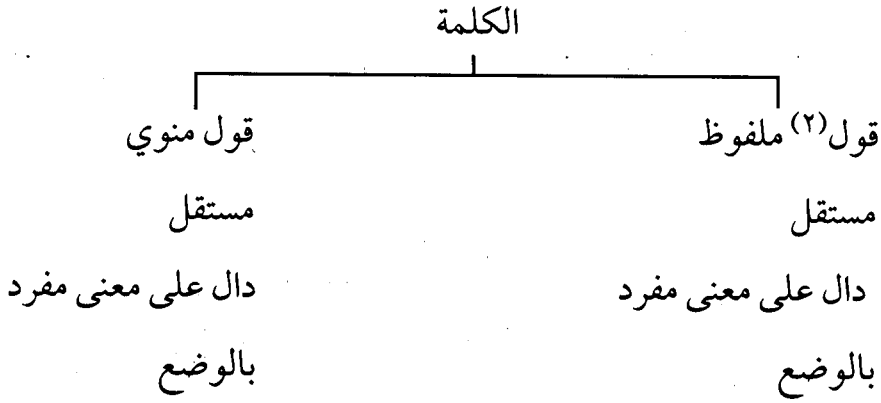 الكلمة
قول(٢) ملفوظ
قول منوي
مستقل
مستقل
دال على معنى مفرد
دال على معنى مفرد
بالوضع
بالوضع